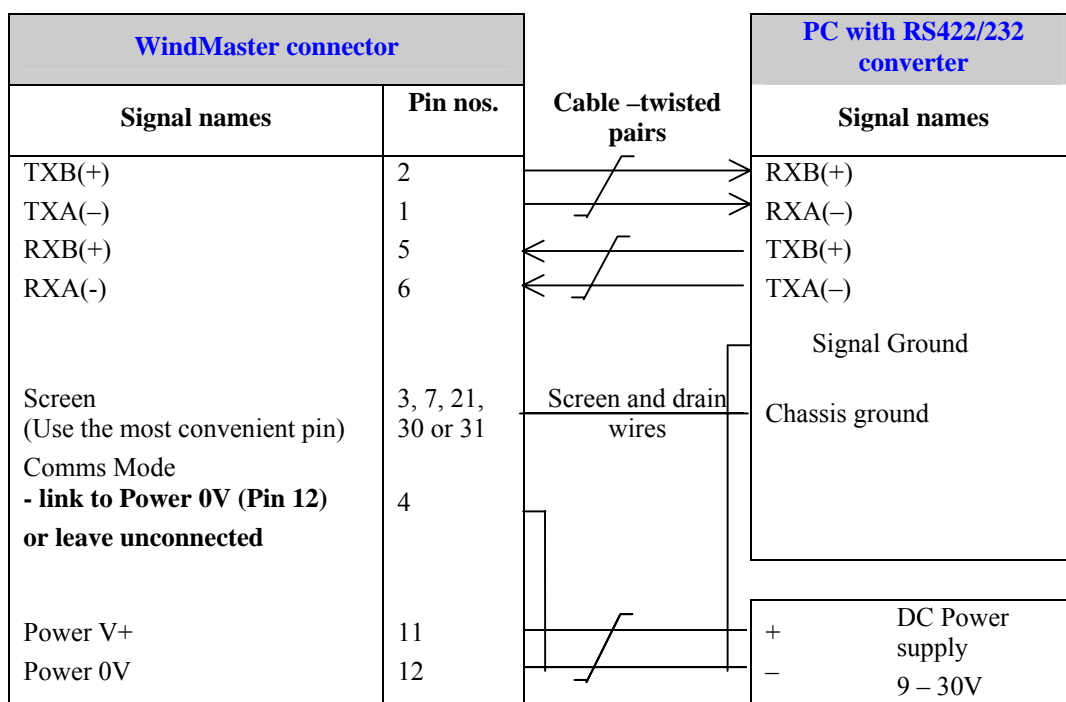 WindMaster connector
PC with RS422/232
converter
Signal names
Pin nos.
Cable –twisted
pairs
Signal names
TXB(+)
2
RXB(+)
TXA(–)
1
RXA(–)
RXB(+)
5
TXB(+)
RXA(-)
6
TXA(–)
Signal Ground
Screen
(Use the most convenient pin)
3, 7, 21,
30 or 31
Screen and drain
wires
Chassis ground
Comms Mode
- link to Power 0V (Pin 12)
or leave unconnected
4
Power V+
11
+
DC Power
supply
Power 0V
12
–
9 – 30V